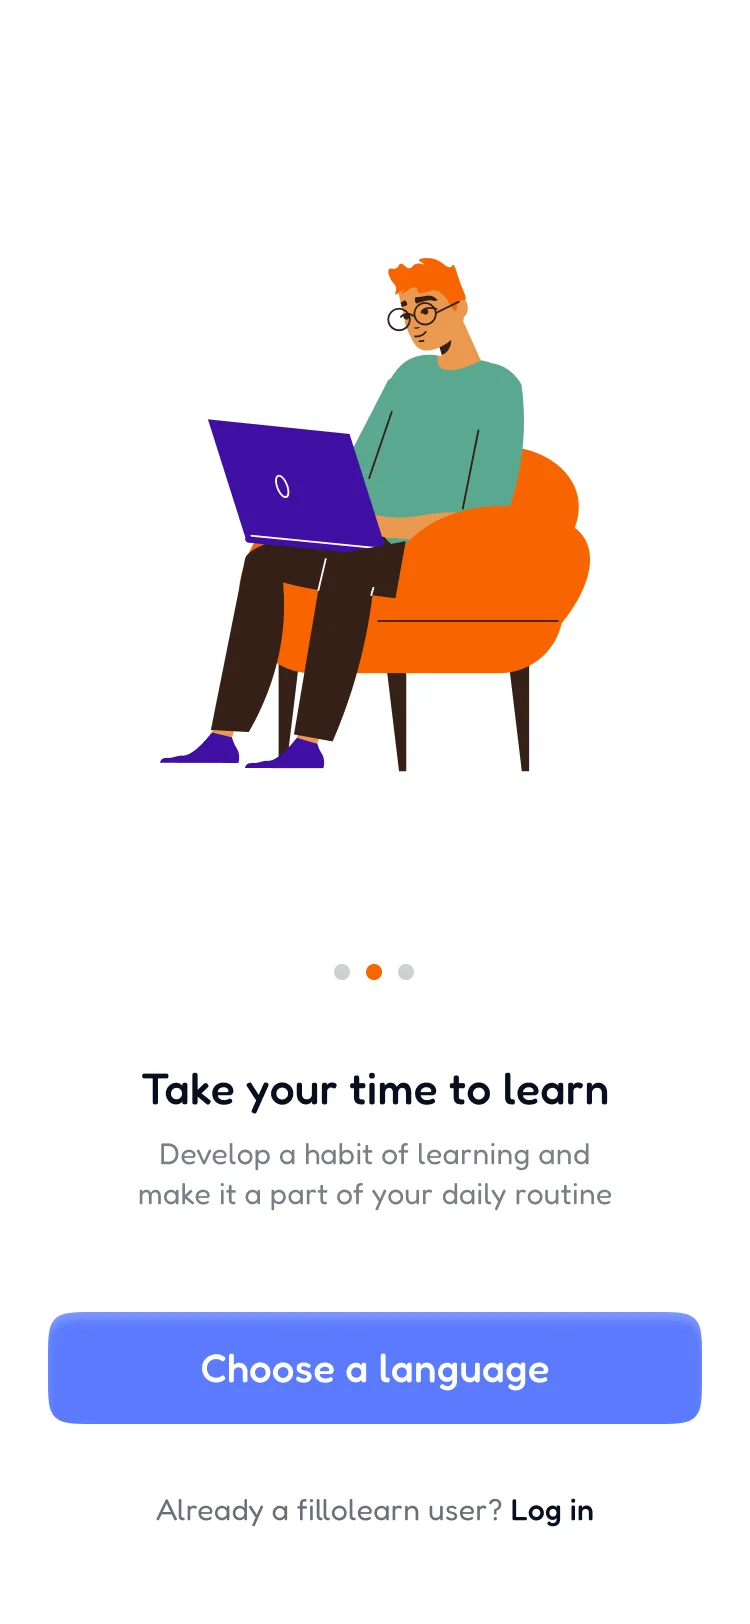 Take your time to learn
Develop a habit of learning and
make it a part of your daily routine
Choose a language
Already a fillolearn user? Log in